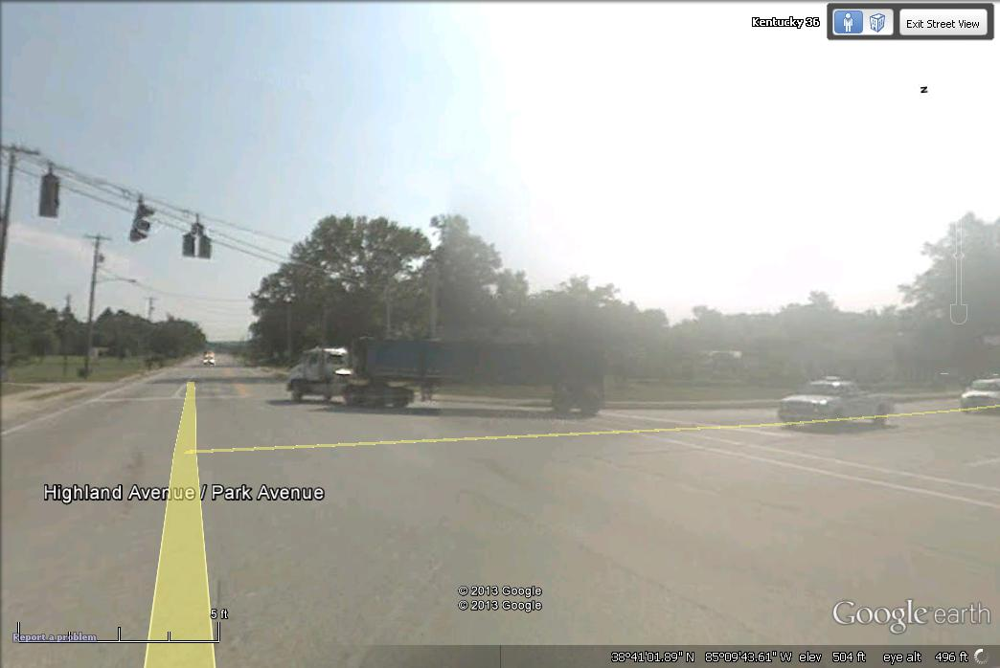 Kentucky 36
Exit Street View
N
Highland Avenue / Park Avenue
5 ft
© 2013 Google
© 2013 Google
Google earth
Report a problem
38°41'01.89" N 85°09'43.61" W elev 504 ft eye alt 496 ft